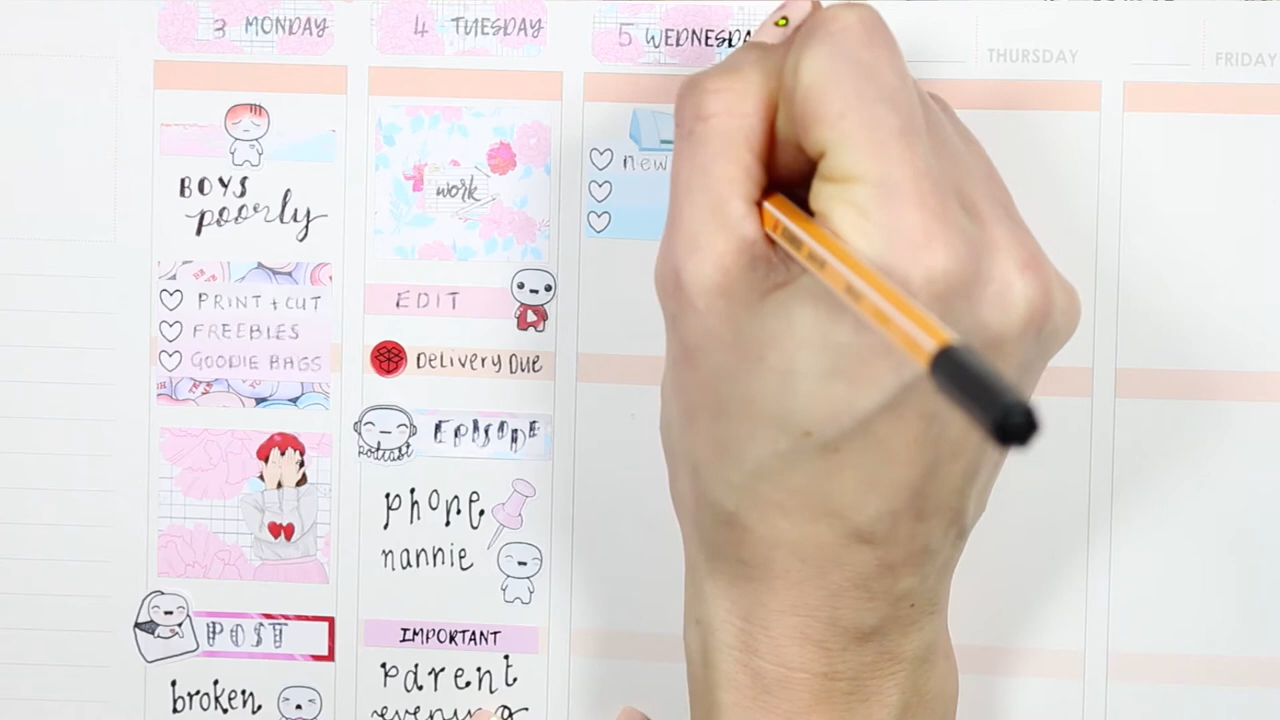 3 MONDAY
BOYS
poorly
PRINT + CUT
FREEBIES
GOODIE BAGS
POST
broken
4 TUESDAY
work
EDIT
DELIVERY DUE
podcast
EPISODE
phone
nannie
IMPORTANT
parent
evening
5 WEDNESDA
new
THURSDAY
FRIDAY